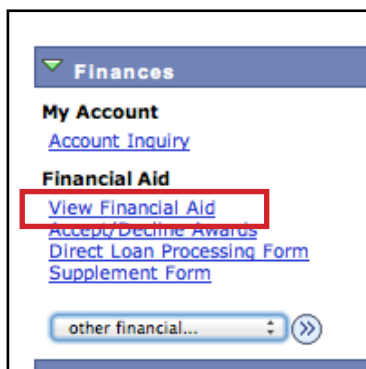 Finances
My Account
Account Inquiry
Financial Aid
View Financial Aid
Accept/Decline Awards
Direct Loan Processing Form
Supplement Form
other financial...